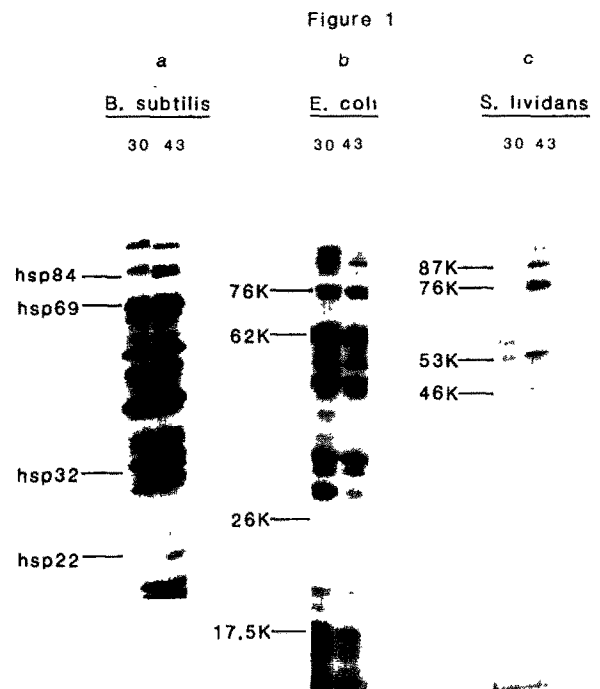 Figure 1
a b c
B. subtilis E. coli S. lividans
30 43 30 43 30 43
hsp84
hsp69
hsp32
hsp22
76K
62K
26K
17.5K
87K
76K
53K
46K